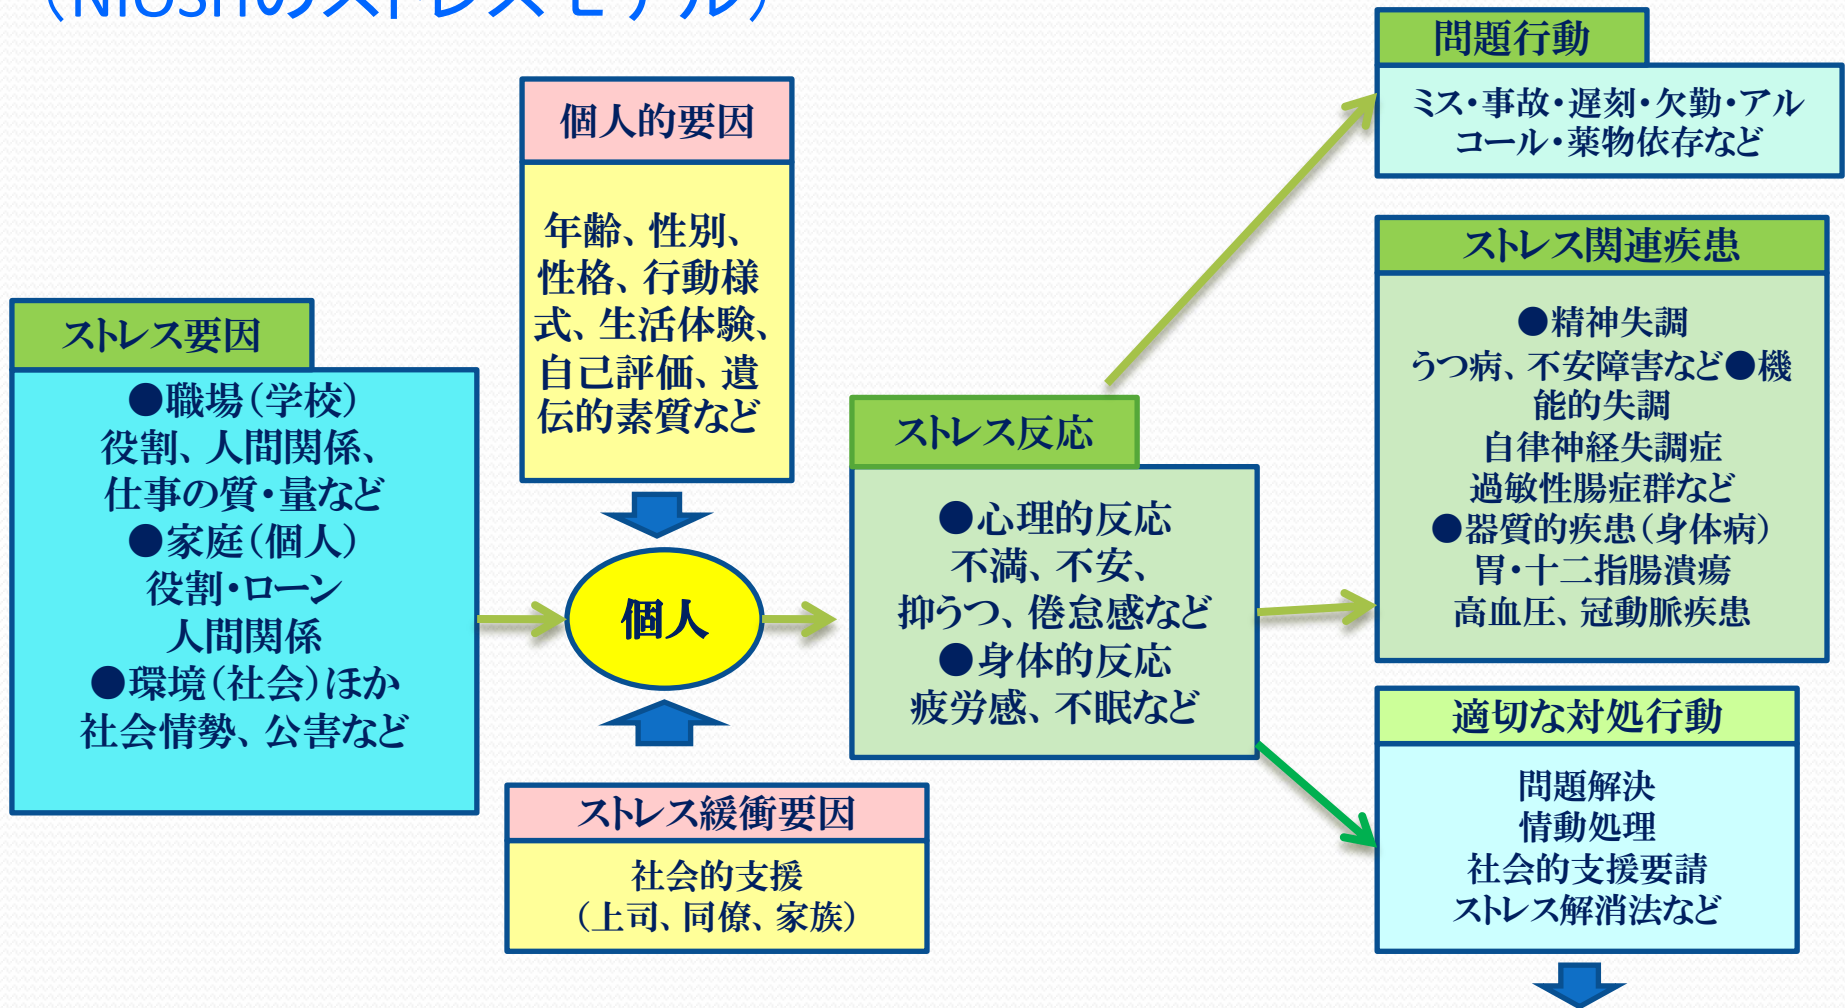 （NIOSHのストレスモデル）
問題行動
ミス・事故・遅刻・欠勤・アル
コール・薬物依存など
個人的要因
年齢、性別、
性格、行動様
式、生活体験、
自己評価、遺
伝的素質など
ストレス関連疾患
●精神失調
うつ病、不安障害など●機
能的失調
自律神経失調症
過敏性腸症群など
●器質的疾患（身体病）
胃・十二指腸潰瘍
高血圧、冠動脈疾患
ストレス要因
●職場（学校）
役割、人間関係、
仕事の質・量など
●家庭（個人）
役割・ローン
人間関係
●環境（社会）ほか
社会情勢、公害など
個人
ストレス反応
●心理的反応
不満、不安、
抑うつ、倦怠感など
●身体的反応
疲労感、不眠など
ストレス緩衝要因
社会的支援
（上司、同僚、家族）
適切な対処行動
問題解決
情動処理
社会的支援要請
ストレス解消法など